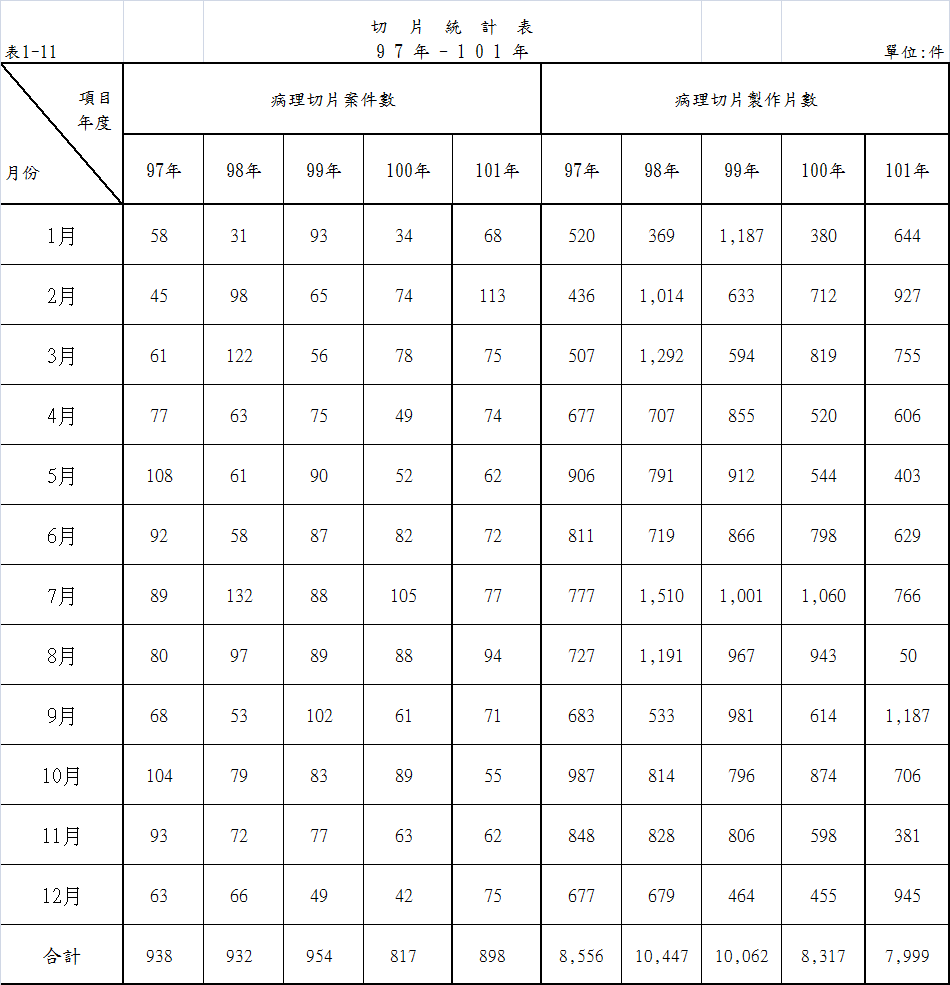 切 片 統 計 表
表1-11 97年-101年 單位:件
項目 病理切片案件數 病理切片製作片數
年度
月份 97年 98年 99年 100年 101年 97年 98年 99年 100年 101年
1月 58 31 93 34 68 520 369 1,187 380 644
2月 45 98 65 74 113 436 1,014 633 712 927
3月 61 122 56 78 75 507 1,292 594 819 755
4月 77 63 75 49 74 677 707 855 520 606
5月 108 61 90 52 62 906 791 912 544 403
6月 92 58 87 82 72 811 719 866 798 629
7月 89 132 88 105 77 777 1,510 1,001 1,060 766
8月 80 97 89 88 94 727 1,191 967 943 50
9月 68 53 102 61 71 683 533 981 614 1,187
10月 104 79 83 89 55 987 814 796 874 706
11月 93 72 77 63 62 848 828 806 598 381
12月 63 66 49 42 75 677 679 464 455 945
合計 938 932 954 817 898 8,556 10,447 10,062 8,317 7,999